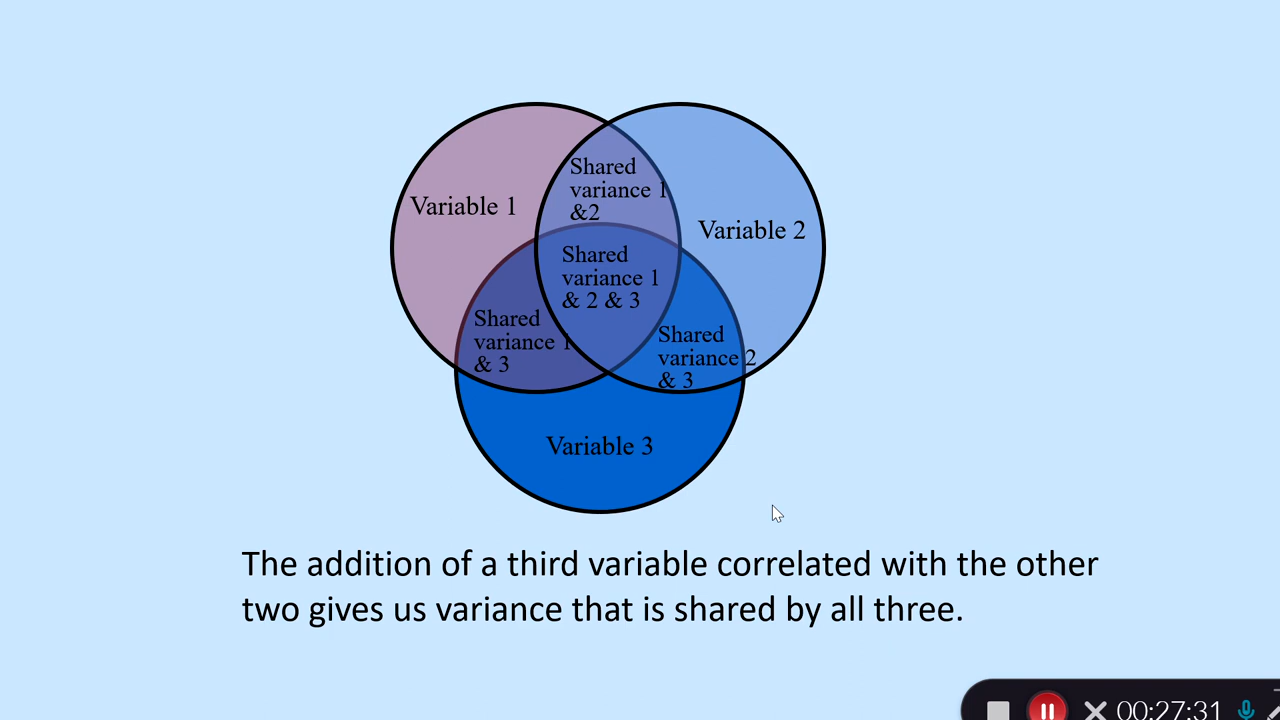 Shared
variance 1
&2
Variable 1
Variable 2
Shared
variance 1
& 2 & 3
Shared
variance 1
& 3
Shared
variance 2
& 3
Variable 3
The addition of a third variable correlated with the other
two gives us variance that is shared by all three.
00:27:31